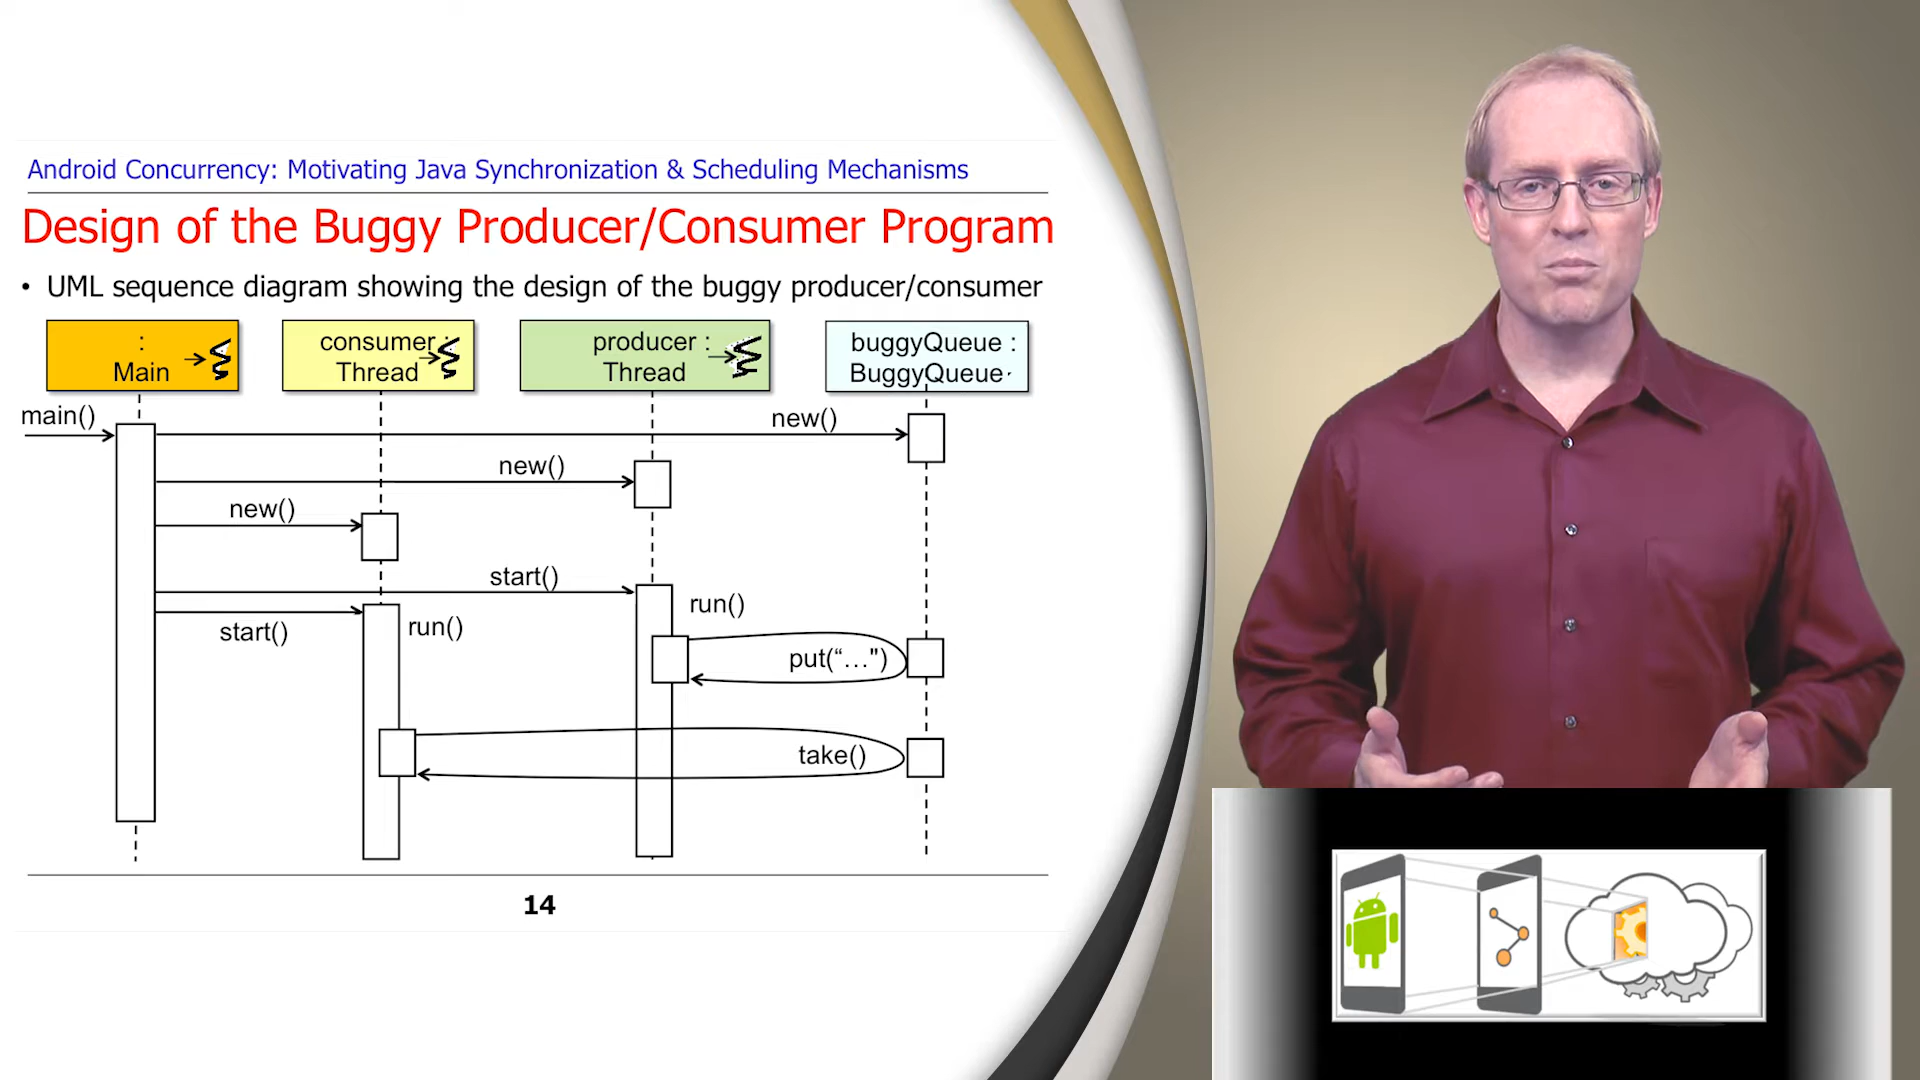 Android Concurrency: Motivating Java Synchronization & Scheduling Mechanisms
Design of the Buggy Producer/Consumer Program
• UML sequence diagram showing the design of the buggy producer/consumer
:
Main
consumer :
Thread
producer :
Thread
buggyQueue :
BuggyQueue
main()
new()
new()
new()
start()
start()
run()
run()
put("…")
take()
14